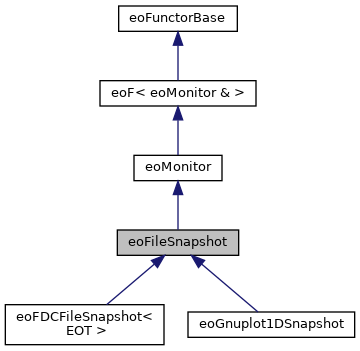 eoFunctorBase
eoF< eoMonitor & >
eoMonitor
eoFileSnapshot
eoFDCFileSnapshot<
EOT >
eoGnuplot1DSnapshot